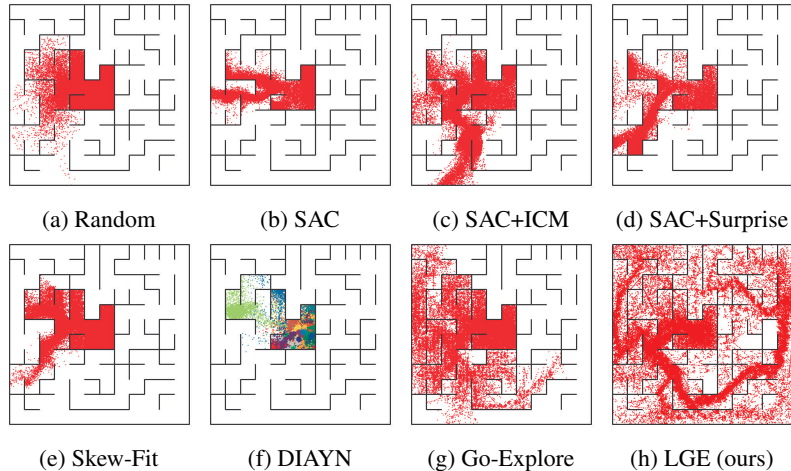 (a) Random (b) SAC (c) SAC+ICM (d) SAC+Surprise
(e) Skew-Fit (f) DIAYN (g) Go-Explore (h) LGE (ours)